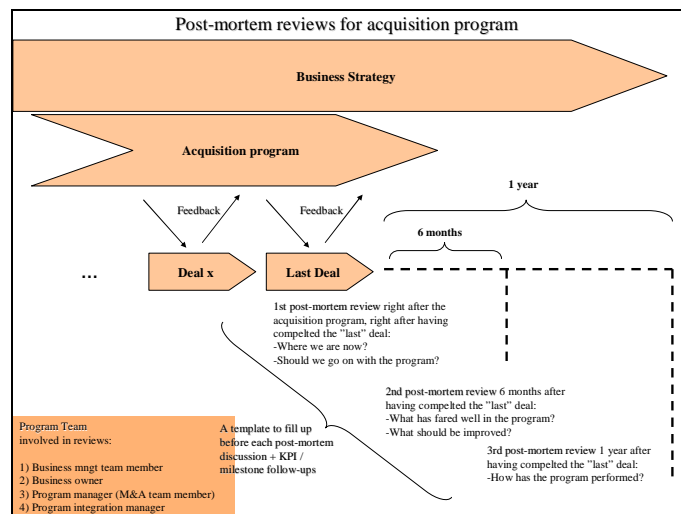 Post-mortem reviews for acquisition program
Business Strategy
Acquisition program
1 year
Feedback
Feedback
6 months
...
Deal x
Last Deal
1st post-mortem review right after the
acquisition program, right after having
compelted the ”last” deal:
-Where we are now?
-Should we go on with the program?
2nd post-mortem review 6 months after
having compelted the ”last” deal:
-What has fared well in the program?
-What should be improved?
3rd post-mortem review 1 year after
having compelted the ”last” deal:
-How has the program performed?
A template to fill up
before each post-mortem
discussion + KPI /
milestone follow-ups
Program Team
involved in reviews:
1) Business mngt team member
2) Business owner
3) Program manager (M&A team member)
4) Program integration manager